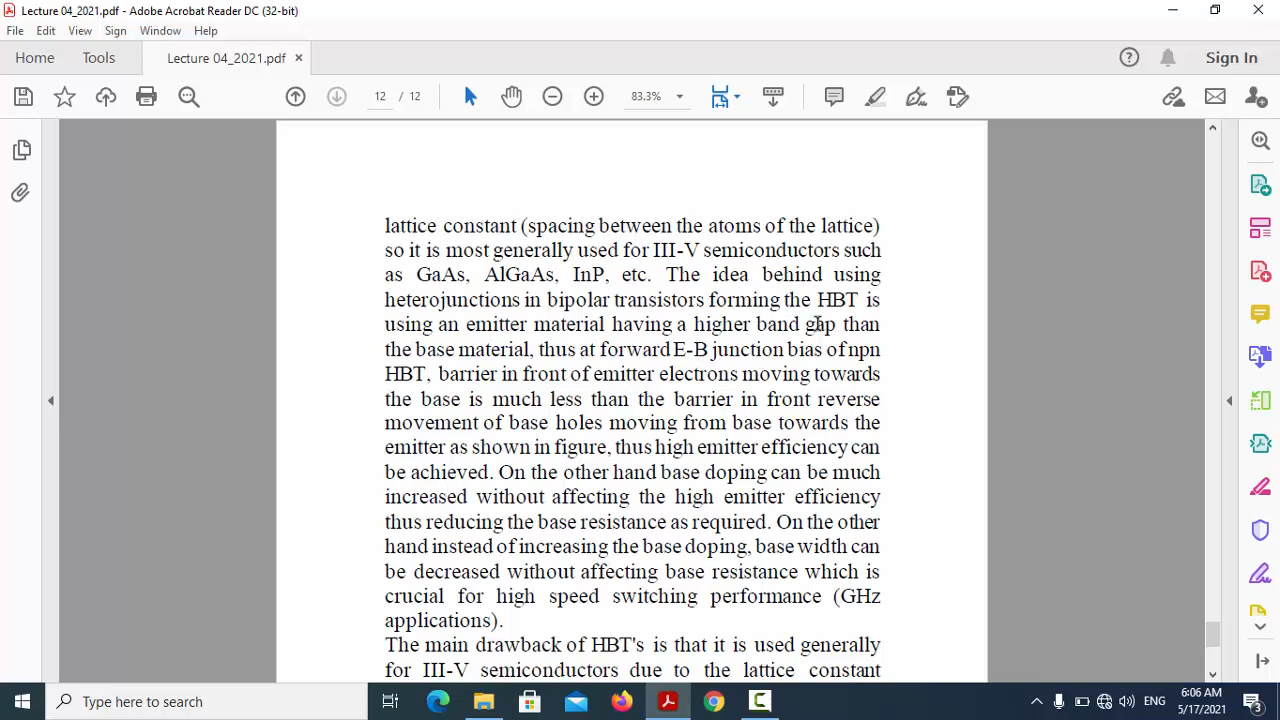 Lecture 04_2021.pdf - Adobe Acrobat Reader DC (32-bit)
File Edit View Sign Window Help
Home Tools Lecture 04_2021.pdf × Sign In
12 / 12 83.3%
lattice constant (spacing between the atoms of the lattice)
so it is most generally used for III-V semiconductors such
as GaAs, AlGaAs, InP, etc. The idea behind using
heterojunctions in bipolar transistors forming the HBT is
using an emitter material having a higher band gap than
the base material, thus at forward E-B junction bias of npn
HBT, barrier in front of emitter electrons moving towards
the base is much less than the barrier in front reverse
movement of base holes moving from base towards the
emitter as shown in figure, thus high emitter efficiency can
be achieved. On the other hand base doping can be much
increased without affecting the high emitter efficiency
thus reducing the base resistance as required. On the other
hand instead of increasing the base doping, base width can
be decreased without affecting base resistance which is
crucial for high speed switching performance (GHz
applications).
The main drawback of HBT's is that it is used generally
for III-V semiconductors due to the lattice constant
Type here to search
ENG
6:06 AM
5/17/2021
3